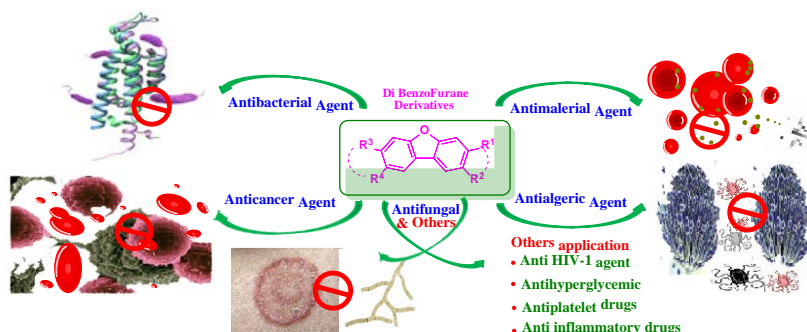 Di BenzoFurane
Derivatives
Antibacterial Agent
Antimalerial Agent
O
R³
R¹
R⁴
R²
Anticancer Agent
Antifungal
& Others
Antialgeric Agent
Others application
• Anti HIV-1 agent
• Antihyperglycemic
• Antiplatelet drugs
• Anti inflammatory drugs